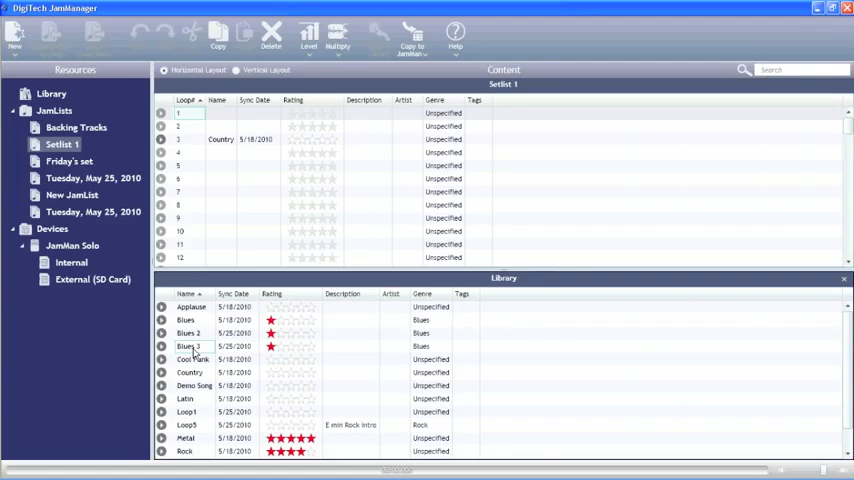 DigiTech JamManager
New Copy Delete Level Multiply Copy to JamMan Help
Resources Horizontal Layout Vertical Layout Content Search
Library
JamLists
Backing Tracks
Setlist 1
Friday's set
Tuesday, May 25, 2010
New JamList
Tuesday, May 25, 2010
Devices
JamMan Solo
Internal
External (SD Card)
Setlist 1
Loop# Name Sync Date Rating Description Artist Genre Tags
1 Unspecified
2 Unspecified
3 Country 5/18/2010 Unspecified
4 Unspecified
5 Unspecified
6 Unspecified
7 Unspecified
8 Unspecified
9 Unspecified
10 Unspecified
11 Unspecified
12 Unspecified
Library
Name Sync Date Rating Description Artist Genre Tags
Applause 5/18/2010 Unspecified
Blues 5/18/2010 Blues
Blues 2 5/25/2010 Blues
Blues 3 5/25/2010 Blues
Cool Funk 5/18/2010 Unspecified
Country 5/18/2010 Unspecified
Demo Song 5/18/2010 Unspecified
Latin 5/18/2010 Unspecified
Loop1 5/25/2010 Unspecified
Loop5 5/25/2010 E min Rock intro Rock
Metal 5/18/2010 Unspecified
Rock 5/18/2010 Unspecified